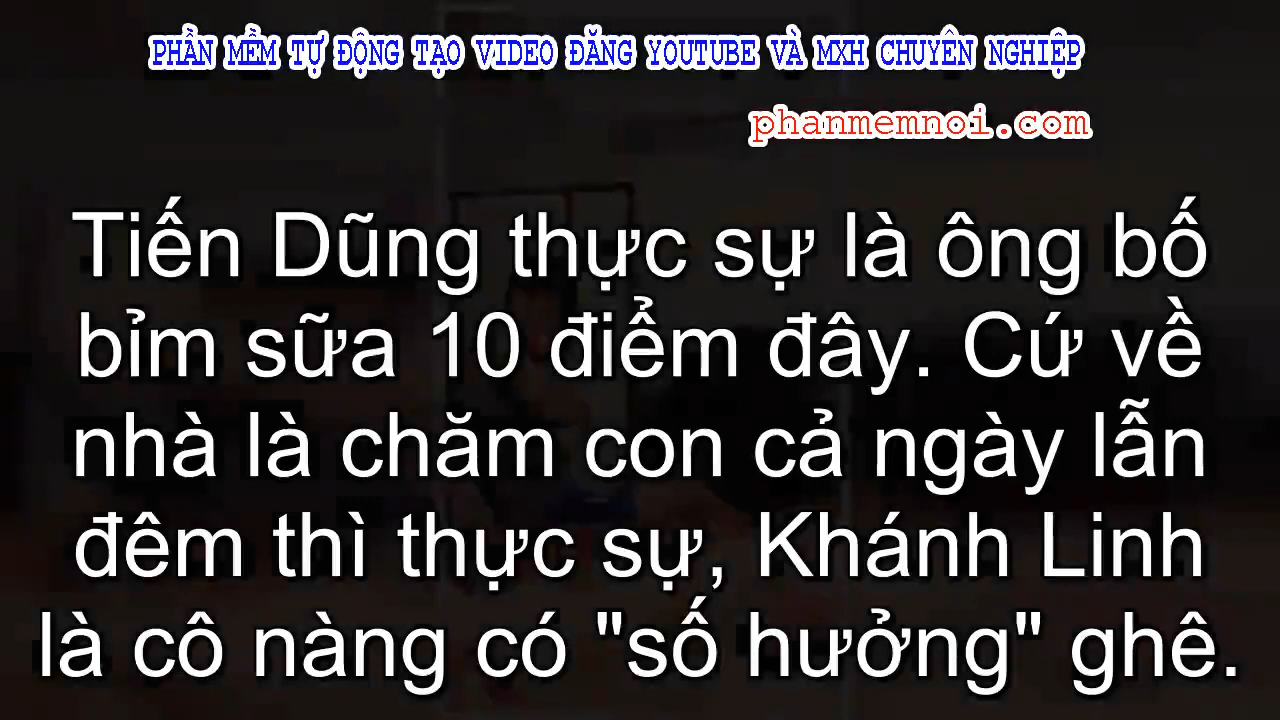 PHẦN MỀM TỰ ĐỘNG TẠO VIDEO ĐĂNG YOUTUBE VÀ MXH CHUYÊN NGHIỆP
phanmemnoi.com
Tiến Dũng thực sự là ông bố
bỉm sữa 10 điểm đây. Cứ về
nhà là chăm con cả ngày lẫn
đêm thì thực sự, Khánh Linh
là cô nàng có "số hưởng" ghê.